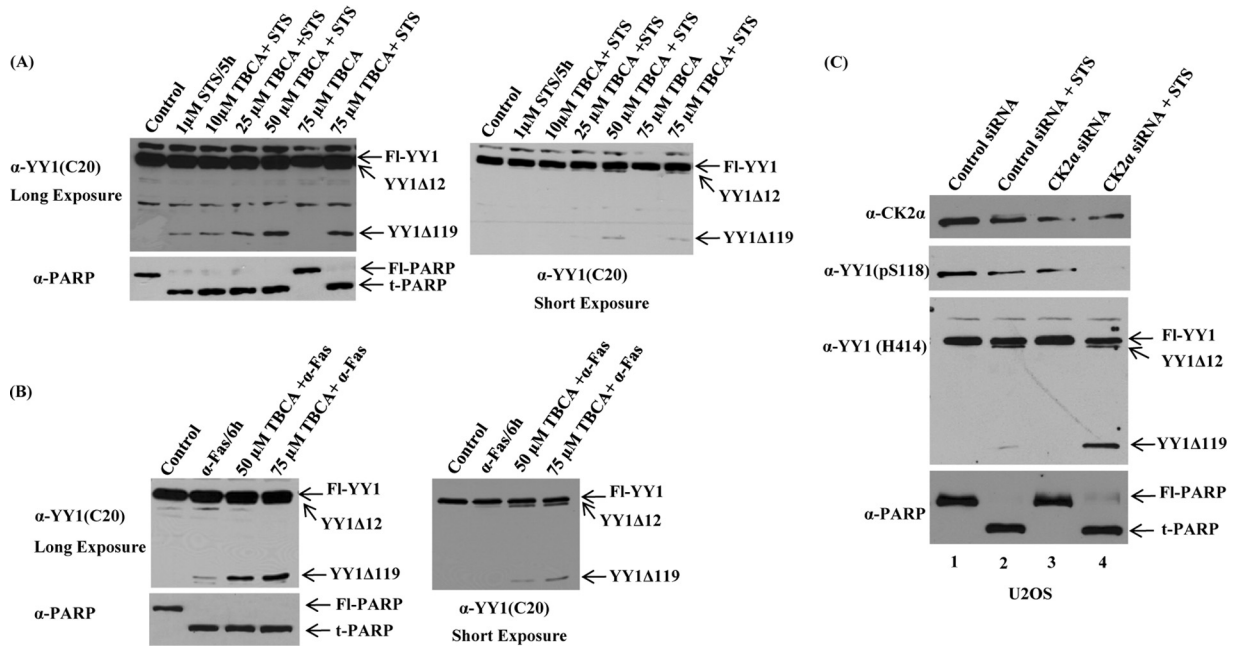 (A)
Control
1μM STS/5h
10μM TBCA+ STS
25 μM TBCA +STS
50 μM TBCA + STS
75 μM TBCA
75 μM TBCA+ STS
α-YY1(C20)
Long Exposure
Fl-YY1
YY1Δ12
YY1Δ119
α-PARP
Fl-PARP
t-PARP
Control
1μM STS/5h
10μM TBCA+ STS
25 μM TBCA +STS
50 μM TBCA + STS
75 μM TBCA
75 μM TBCA+ STS
Fl-YY1
YY1Δ12
YY1Δ119
α-YY1(C20)
Short Exposure
(B)
Control
α-Fas/6h
50 μM TBCA +α-Fas
75 μM TBCA+ α-Fas
α-YY1(C20)
Long Exposure
Fl-YY1
YY1Δ12
YY1Δ119
α-PARP
Fl-PARP
t-PARP
Control
α-Fas/6h
50 μM TBCA +α-Fas
75 μM TBCA+ α-Fas
Fl-YY1
YY1Δ12
YY1Δ119
α-YY1(C20)
Short Exposure
(C)
Control siRNA
Control siRNA + STS
CK2α siRNA
CK2α siRNA + STS
α-CK2α
α-YY1(pS118)
α-YY1 (H414)
Fl-YY1
YY1Δ12
YY1Δ119
α-PARP
Fl-PARP
t-PARP
1 2 3 4
U2OS